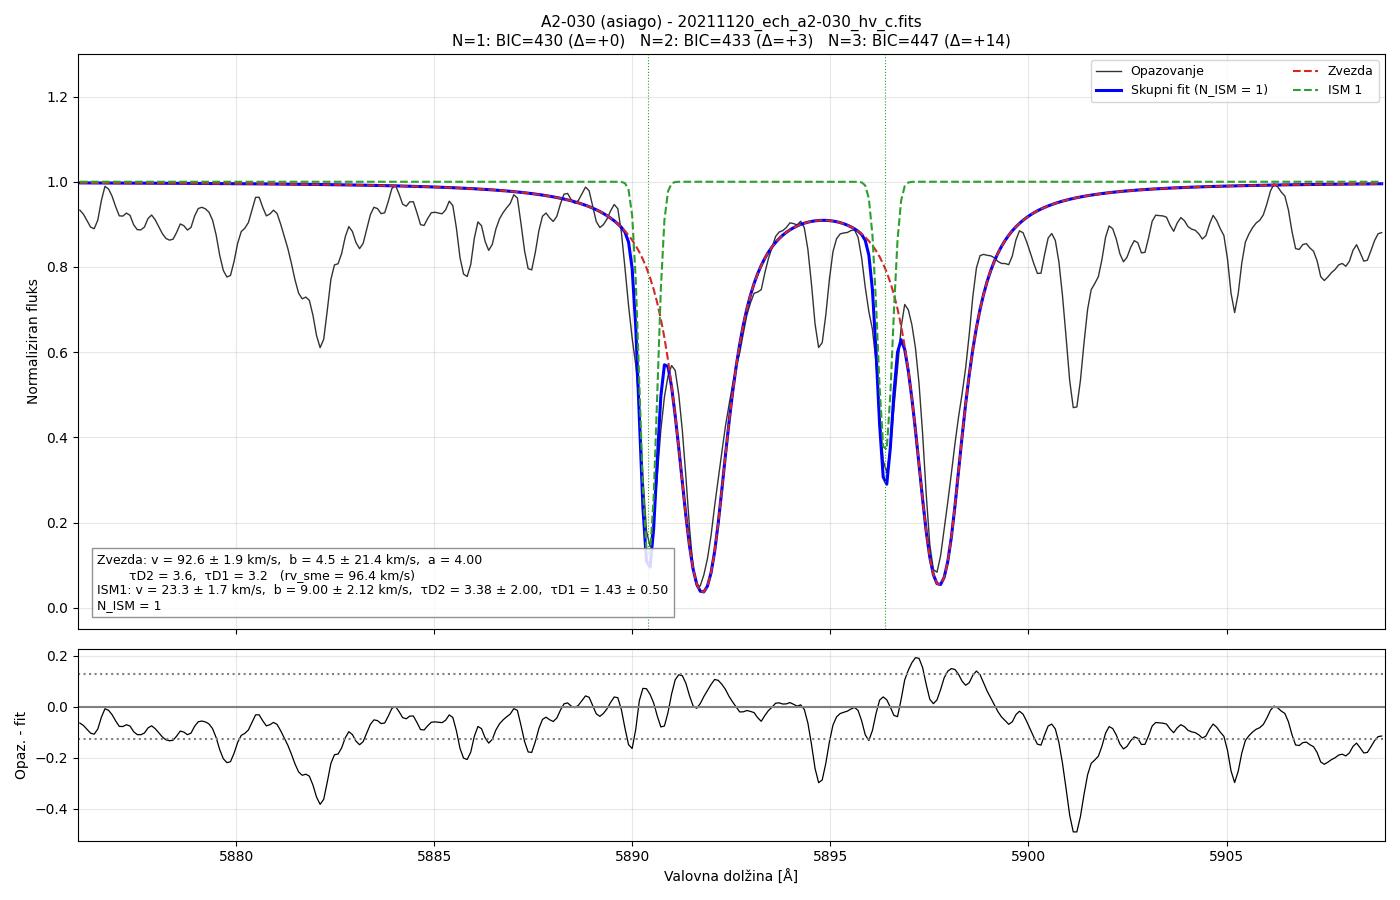 A2-030 (asiago) - 20211120_ech_a2-030_hv_c.fits
N=1: BIC=430 (Δ=+0)   N=2: BIC=433 (Δ=+3)   N=3: BIC=447 (Δ=+14)
Opazovanje
Skupni fit (N_ISM = 1)
Zvezda
ISM 1
Normaliziran fluks
1.2
1.0
0.8
0.6
0.4
0.2
0.0
Zvezda: v = 92.6 ± 1.9 km/s,  b = 4.5 ± 21.4 km/s,  a = 4.00
τD2 = 3.6,  τD1 = 3.2   (rv_sme = 96.4 km/s)
ISM1: v = 23.3 ± 1.7 km/s,  b = 9.00 ± 2.12 km/s,  τD2 = 3.38 ± 2.00,  τD1 = 1.43 ± 0.50
N_ISM = 1
Opaz. - fit
0.2
0.0
−0.2
−0.4
5880 5885 5890 5895 5900 5905
Valovna dolžina [Å]